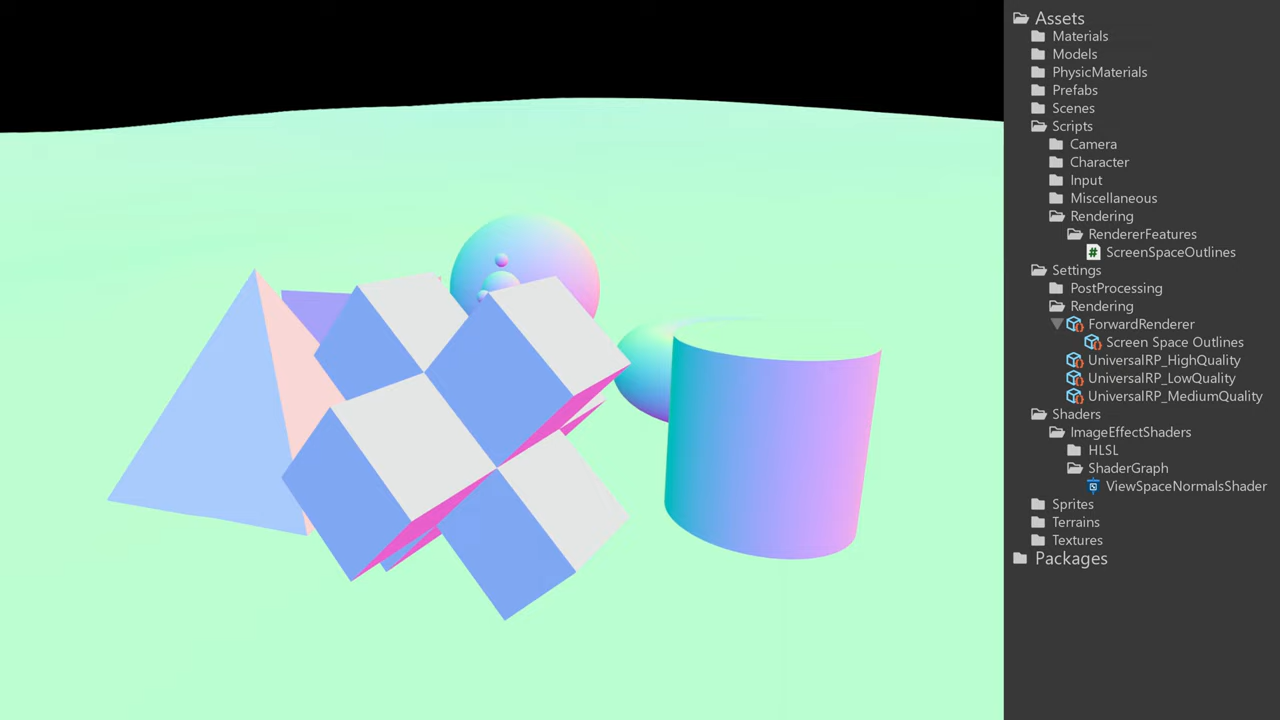 Assets
Materials
Models
PhysicMaterials
Prefabs
Scenes
Scripts
Camera
Character
Input
Miscellaneous
Rendering
RendererFeatures
ScreenSpaceOutlines
Settings
PostProcessing
Rendering
ForwardRenderer
Screen Space Outlines
UniversalRP_HighQuality
UniversalRP_LowQuality
UniversalRP_MediumQuality
Shaders
ImageEffectShaders
HLSL
ShaderGraph
ViewSpaceNormalsShader
Sprites
Terrains
Textures
Packages